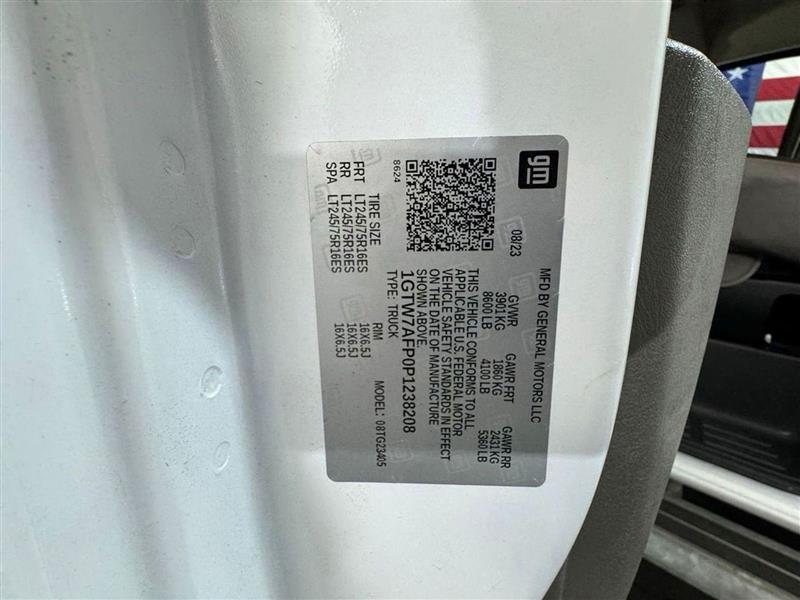 gm
MFD BY GENERAL MOTORS LLC
08/23 GVWR GAWR FRT GAWR RR
3901 KG 1860 KG 2431 KG
8600 LB 4100 LB 5360 LB
THIS VEHICLE CONFORMS TO ALL
APPLICABLE U.S. FEDERAL MOTOR
VEHICLE SAFETY STANDARDS IN EFFECT
ON THE DATE OF MANUFACTURE
SHOWN ABOVE.
1GTW7AFP0P1238208
8624
TYPE: TRUCK MODEL: 08TG23405
TIRE SIZE RIM
FRT LT245/75R16ES 16X6.5J
RR LT245/75R16ES 16X6.5J
SPA LT245/75R16ES 16X6.5J